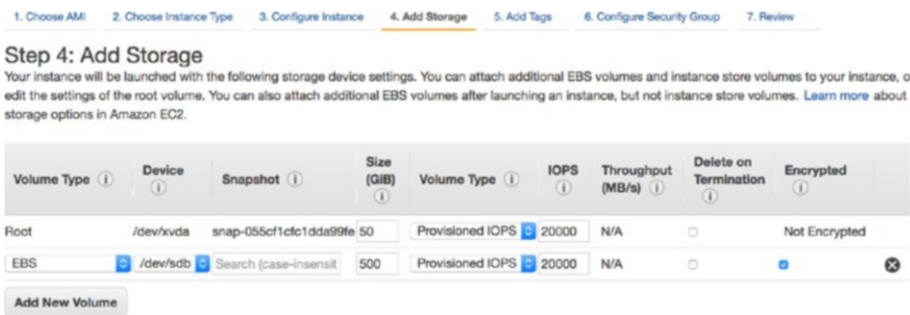 1. Choose AMI 2. Choose Instance Type 3. Configure Instance 4. Add Storage 5. Add Tags 6. Configure Security Group 7. Review
Step 4: Add Storage
Your instance will be launched with the following storage device settings. You can attach additional EBS volumes and instance store volumes to your instance, o
edit the settings of the root volume. You can also attach additional EBS volumes after launching an instance, but not instance store volumes. Learn more about
storage options in Amazon EC2.
Volume Type Device Snapshot Size (GiB) Volume Type IOPS Throughput (MB/s) Delete on Termination Encrypted
Root /dev/xvda snap-055cf1cfc1dda99fe 50 Provisioned IOPS 20000 N/A Not Encrypted
EBS /dev/sdb Search (case-insensit 500 Provisioned IOPS 20000 N/A
Add New Volume